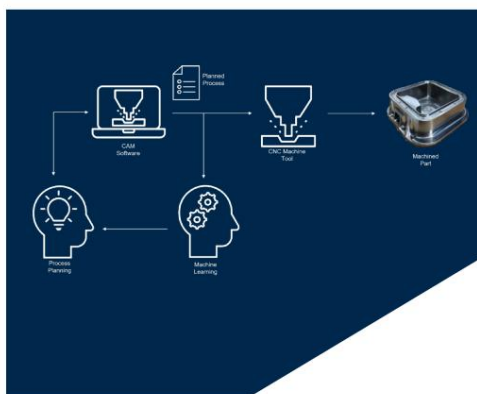 Planned
Process
CAM
Software
CNC Machine
Tool
Machined
Part
Process
Planning
Machine
Learning